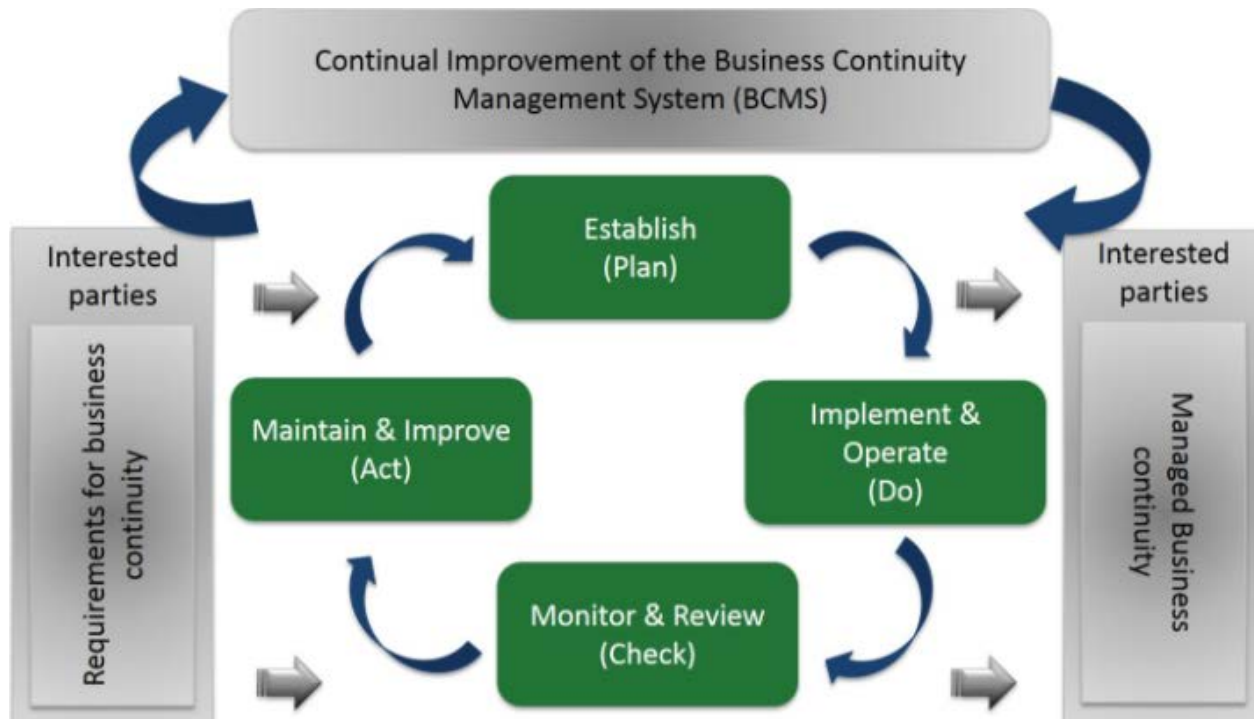 Continual Improvement of the Business Continuity
Management System (BCMS)
Establish
(Plan)
Interested
parties
Interested
parties
Requirements for business
continuity
Maintain & Improve
(Act)
Implement &
Operate
(Do)
Managed Business
continuity
Monitor & Review
(Check)